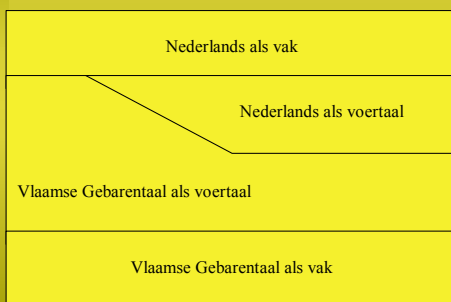 Nederlands als vak
Nederlands als voertaal
Vlaamse Gebarentaal als voertaal
Vlaamse Gebarentaal als vak